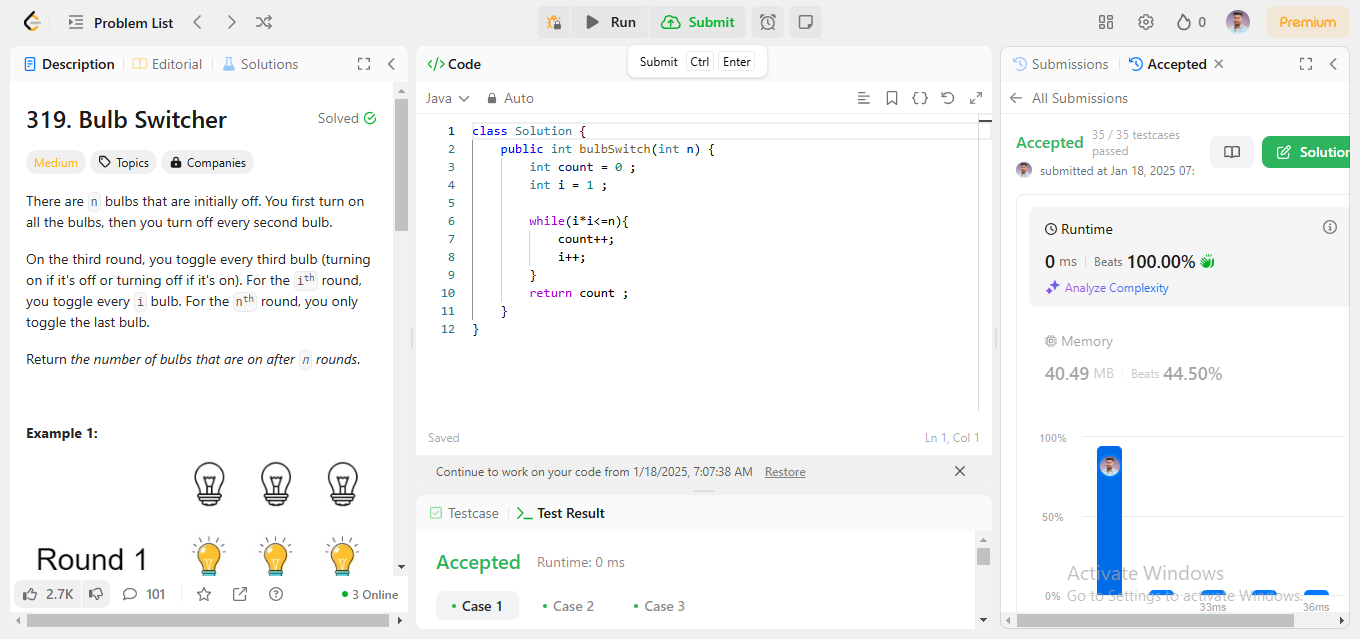 Problem List
Run
Submit
0
Premium
Description
Editorial
Solutions
319. Bulb Switcher
Solved
Medium
Topics
Companies
There are n bulbs that are initially off. You first turn on
all the bulbs, then you turn off every second bulb.
On the third round, you toggle every third bulb (turning
on if it's off or turning off if it's on). For the ith round,
you toggle every i bulb. For the nth round, you only
toggle the last bulb.
Return the number of bulbs that are on after n rounds.
Example 1:
Round 1
2.7K
101
3 Online
</> Code
Submit Ctrl Enter
Java
Auto
1 class Solution {
2 public int bulbSwitch(int n) {
3 int count = 0 ;
4 int i = 1 ;
5
6 while(i*i<=n){
7 count++;
8 i++;
9 }
10 return count ;
11 }
12 }
Saved
Ln 1, Col 1
Continue to work on your code from 1/18/2025, 7:07:38 AM Restore
Testcase
Test Result
Accepted Runtime: 0 ms
Case 1
Case 2
Case 3
Submissions
Accepted
All Submissions
Accepted
35 / 35 testcases
passed
submitted at Jan 18, 2025 07:
Solution
Runtime
0 ms Beats 100.00%
Analyze Complexity
Memory
40.49 MB Beats 44.50%
100%
50%
0%
33ms
36ms
Activate Windows
Go to Settings to activate Windows.